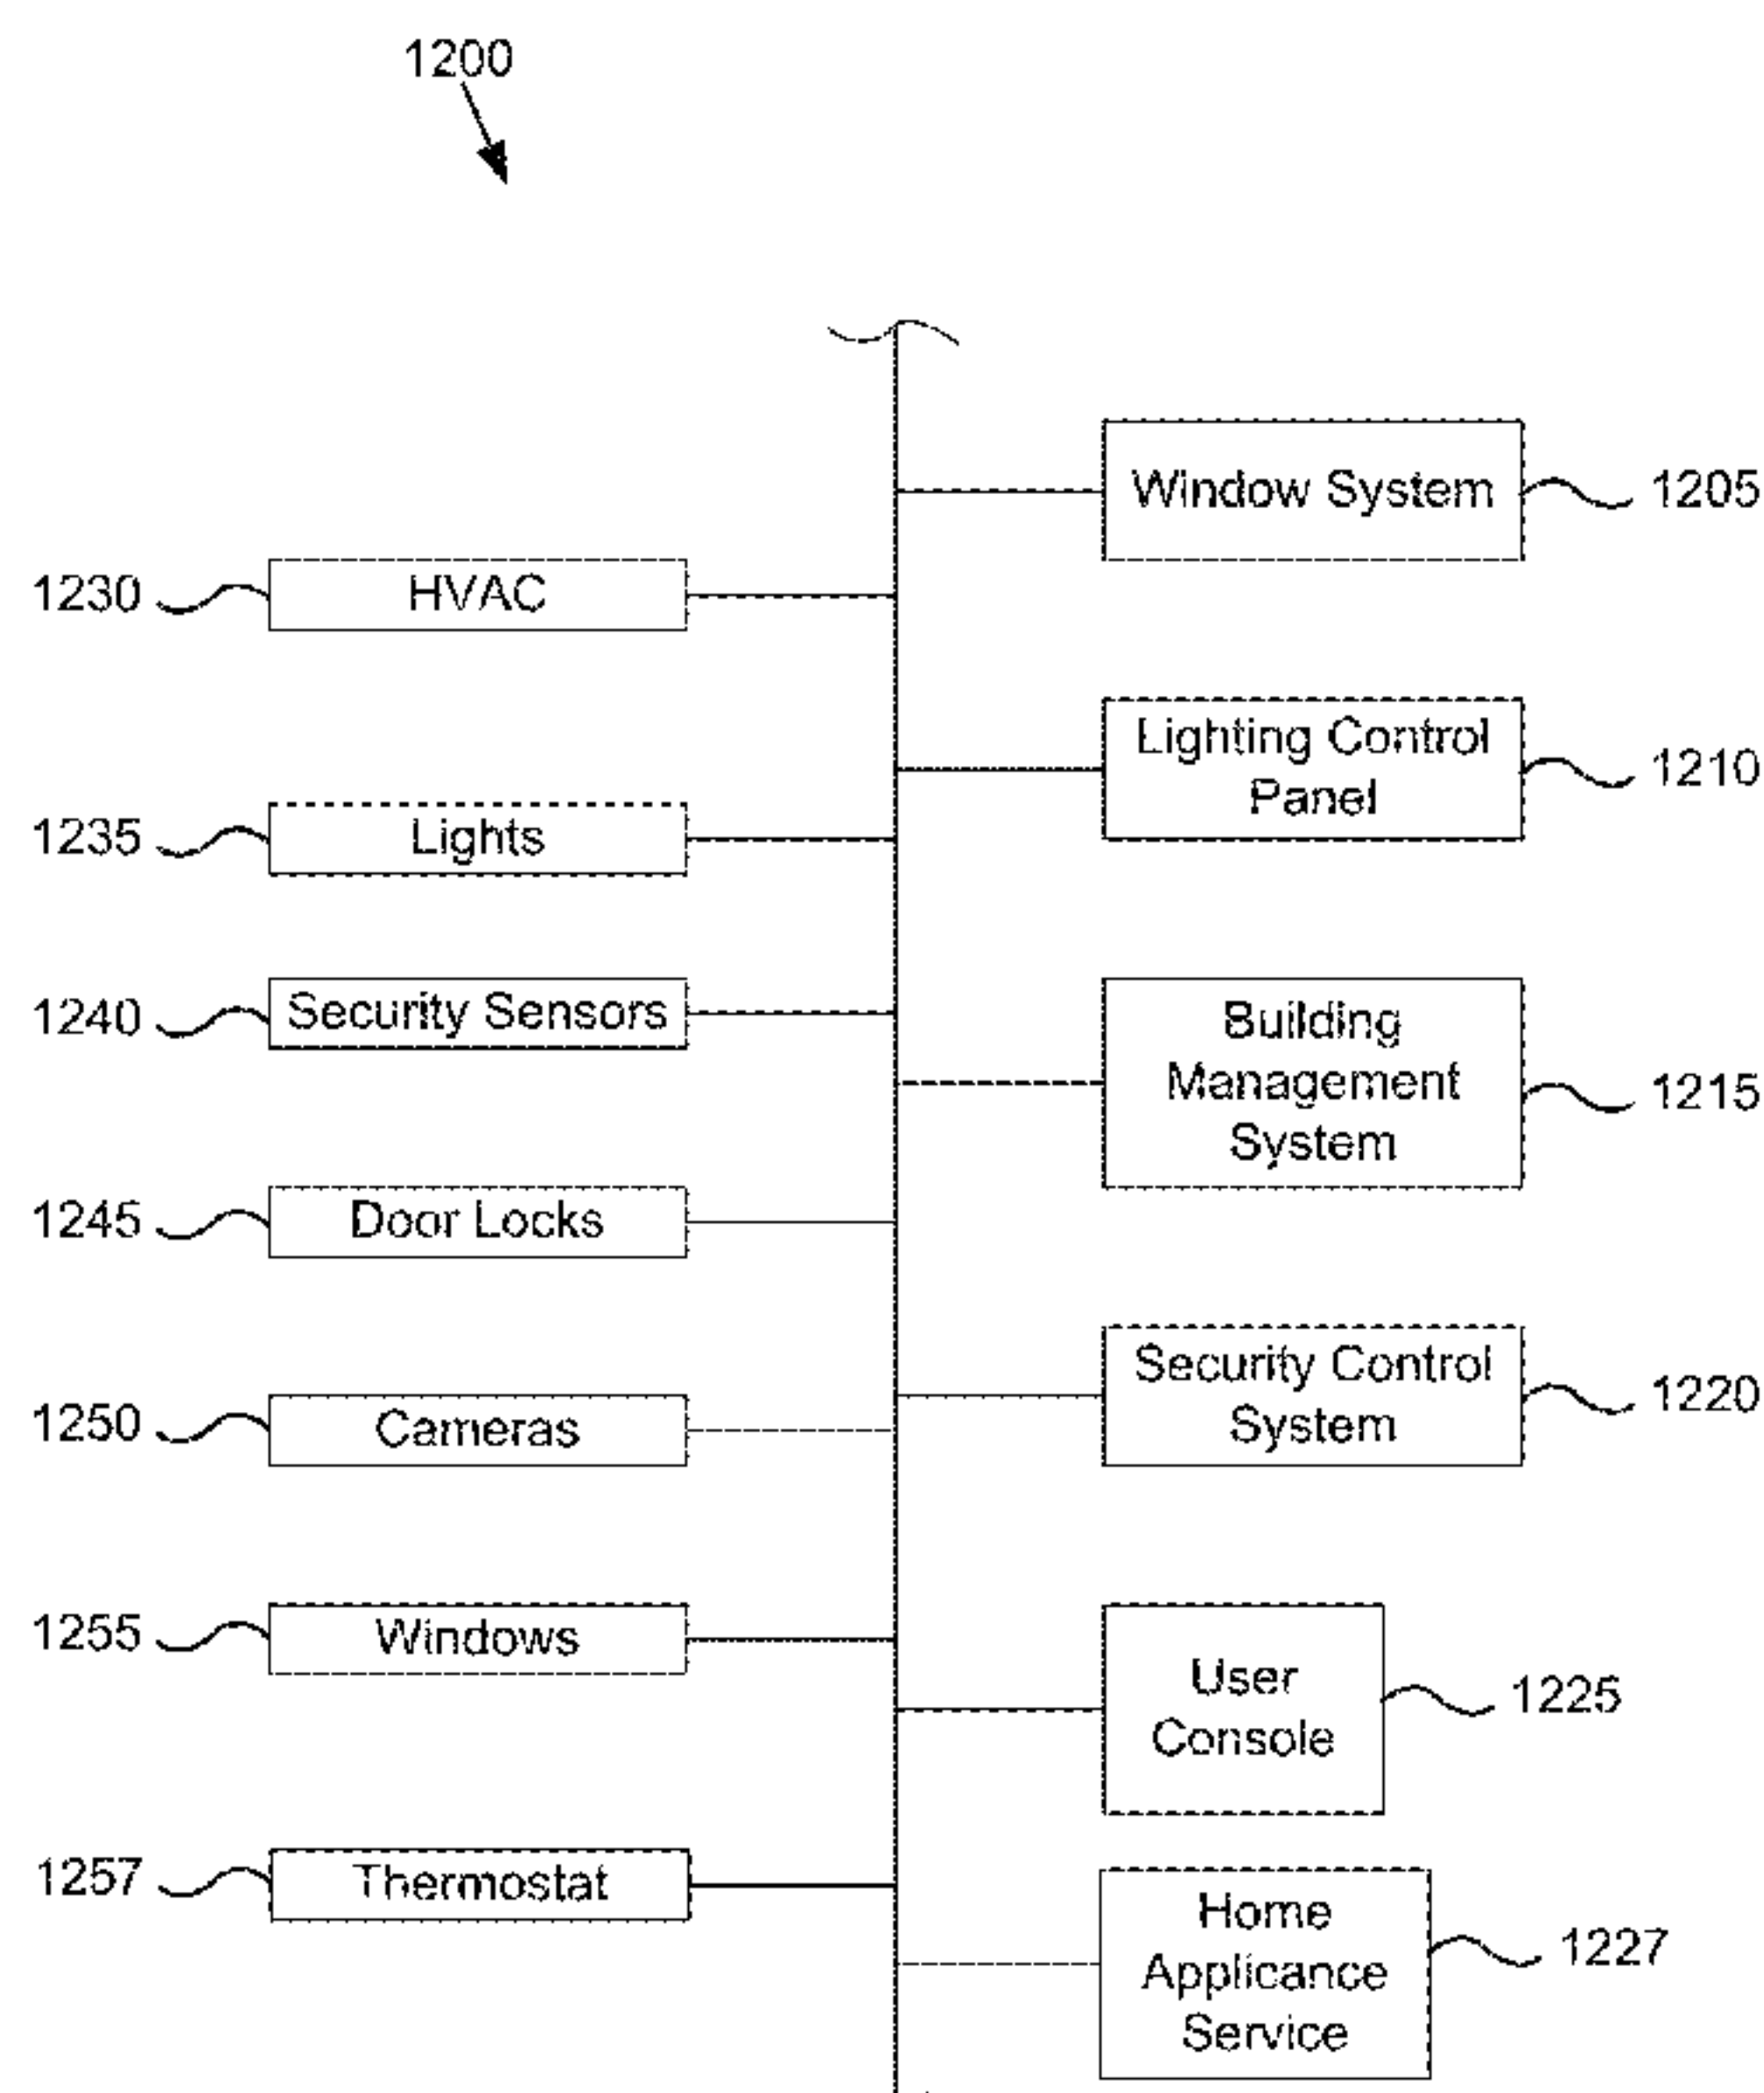 1200
Window System
1205
1230
HVAC
Lighting Control
Panel
1210
1235
Lights
1240
Security Sensors
Building
Management
System
1215
1245
Door Locks
Security Control
System
1220
1250
Cameras
1255
Windows
User
Console
1225
1257
Thermostat
Home
Applicance
Service
1227